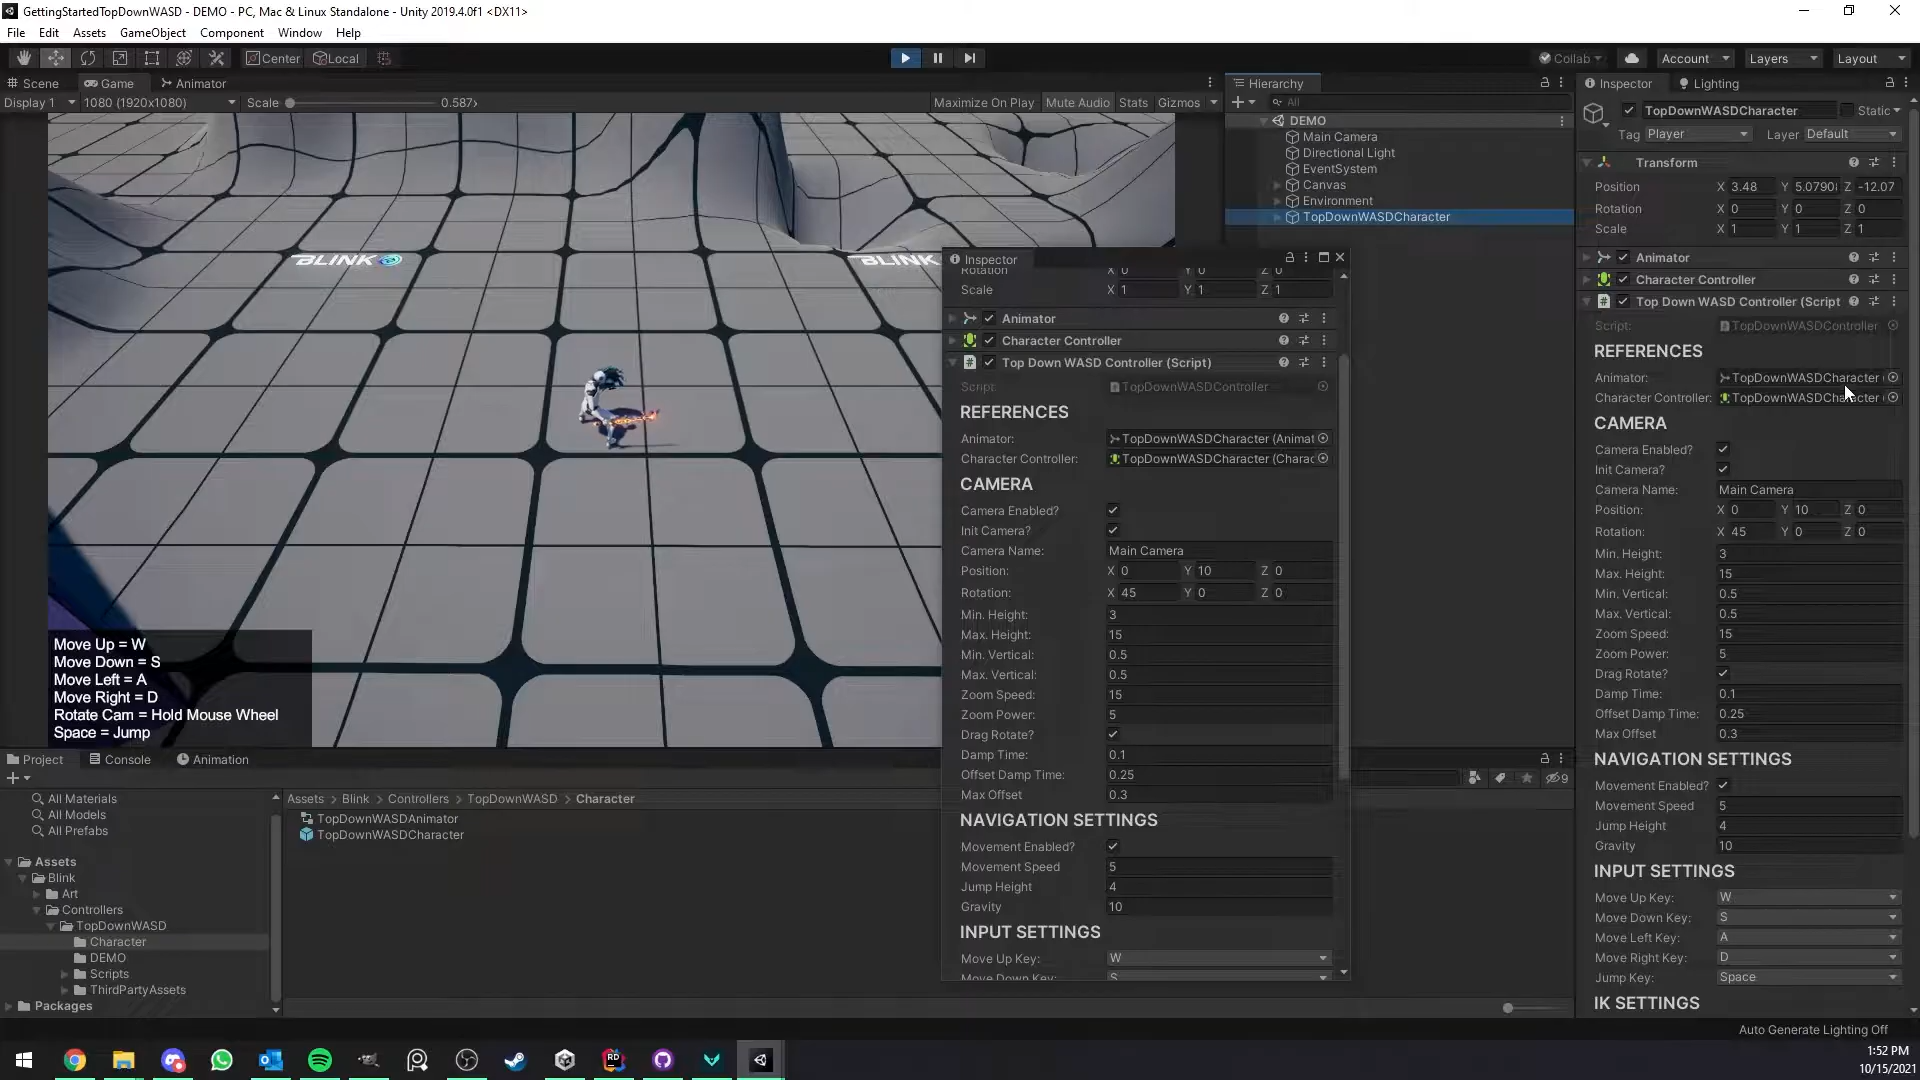 GettingStartedTopDownWASD - DEMO - PC, Mac & Linux Standalone - Unity 2019.4.0f1 <DX11>
File Edit Assets GameObject Component Window Help
Center Local Collab Account Layers Layout
Scene Game Animator
Display 1 1080 (1920x1080) Scale 0.587x Maximize On Play Mute Audio Stats Gizmos
BLINK BLINK
Move Up = W
Move Down = S
Move Left = A
Move Right = D
Rotate Cam = Hold Mouse Wheel
Space = Jump
Hierarchy
All
DEMO
Main Camera
Directional Light
EventSystem
Canvas
Environment
TopDownWASDCharacter
Inspector
Rotation X 0 Y 0 Z 0
Scale X 1 Y 1 Z 1
Animator
Character Controller
Top Down WASD Controller (Script)
Script: TopDownWASDController
REFERENCES
Animator: TopDownWASDCharacter (Animat
Character Controller: TopDownWASDCharacter (Charac
CAMERA
Camera Enabled?
Init Camera?
Camera Name: Main Camera
Position: X 0 Y 10 Z 0
Rotation: X 45 Y 0 Z 0
Min. Height: 3
Max. Height: 15
Min. Vertical: 0.5
Max. Vertical: 0.5
Zoom Speed: 15
Zoom Power: 5
Drag Rotate?
Damp Time: 0.1
Offset Damp Time: 0.25
Max Offset 0.3
NAVIGATION SETTINGS
Movement Enabled?
Movement Speed 5
Jump Height 4
Gravity 10
INPUT SETTINGS
Move Up Key: W
Move Down Key: S
Inspector Lighting
TopDownWASDCharacter Static
Tag Player Layer Default
Transform
Position X 3.48 Y 5.0790 Z -12.07
Rotation X 0 Y 0 Z 0
Scale X 1 Y 1 Z 1
Animator
Character Controller
Top Down WASD Controller (Script
Script: TopDownWASDController
REFERENCES
Animator: TopDownWASDCharacter
Character Controller: TopDownWASDCharacter
CAMERA
Camera Enabled?
Init Camera?
Camera Name: Main Camera
Position: X 0 Y 10 Z 0
Rotation: X 45 Y 0 Z 0
Min. Height: 3
Max. Height: 15
Min. Vertical: 0.5
Max. Vertical: 0.5
Zoom Speed: 15
Zoom Power: 5
Drag Rotate?
Damp Time: 0.1
Offset Damp Time: 0.25
Max Offset 0.3
NAVIGATION SETTINGS
Movement Enabled?
Movement Speed 5
Jump Height 4
Gravity 10
INPUT SETTINGS
Move Up Key: W
Move Down Key: S
Move Left Key: A
Move Right Key: D
Jump Key: Space
IK SETTINGS
Project Console Animation
9
All Materials
All Models
All Prefabs
Assets
Blink
Art
Controllers
TopDownWASD
Character
DEMO
Scripts
ThirdPartyAssets
Packages
Assets > Blink > Controllers > TopDownWASD > Character
TopDownWASDAnimator
TopDownWASDCharacter
Auto Generate Lighting Off
RD
1:52 PM
10/15/2021